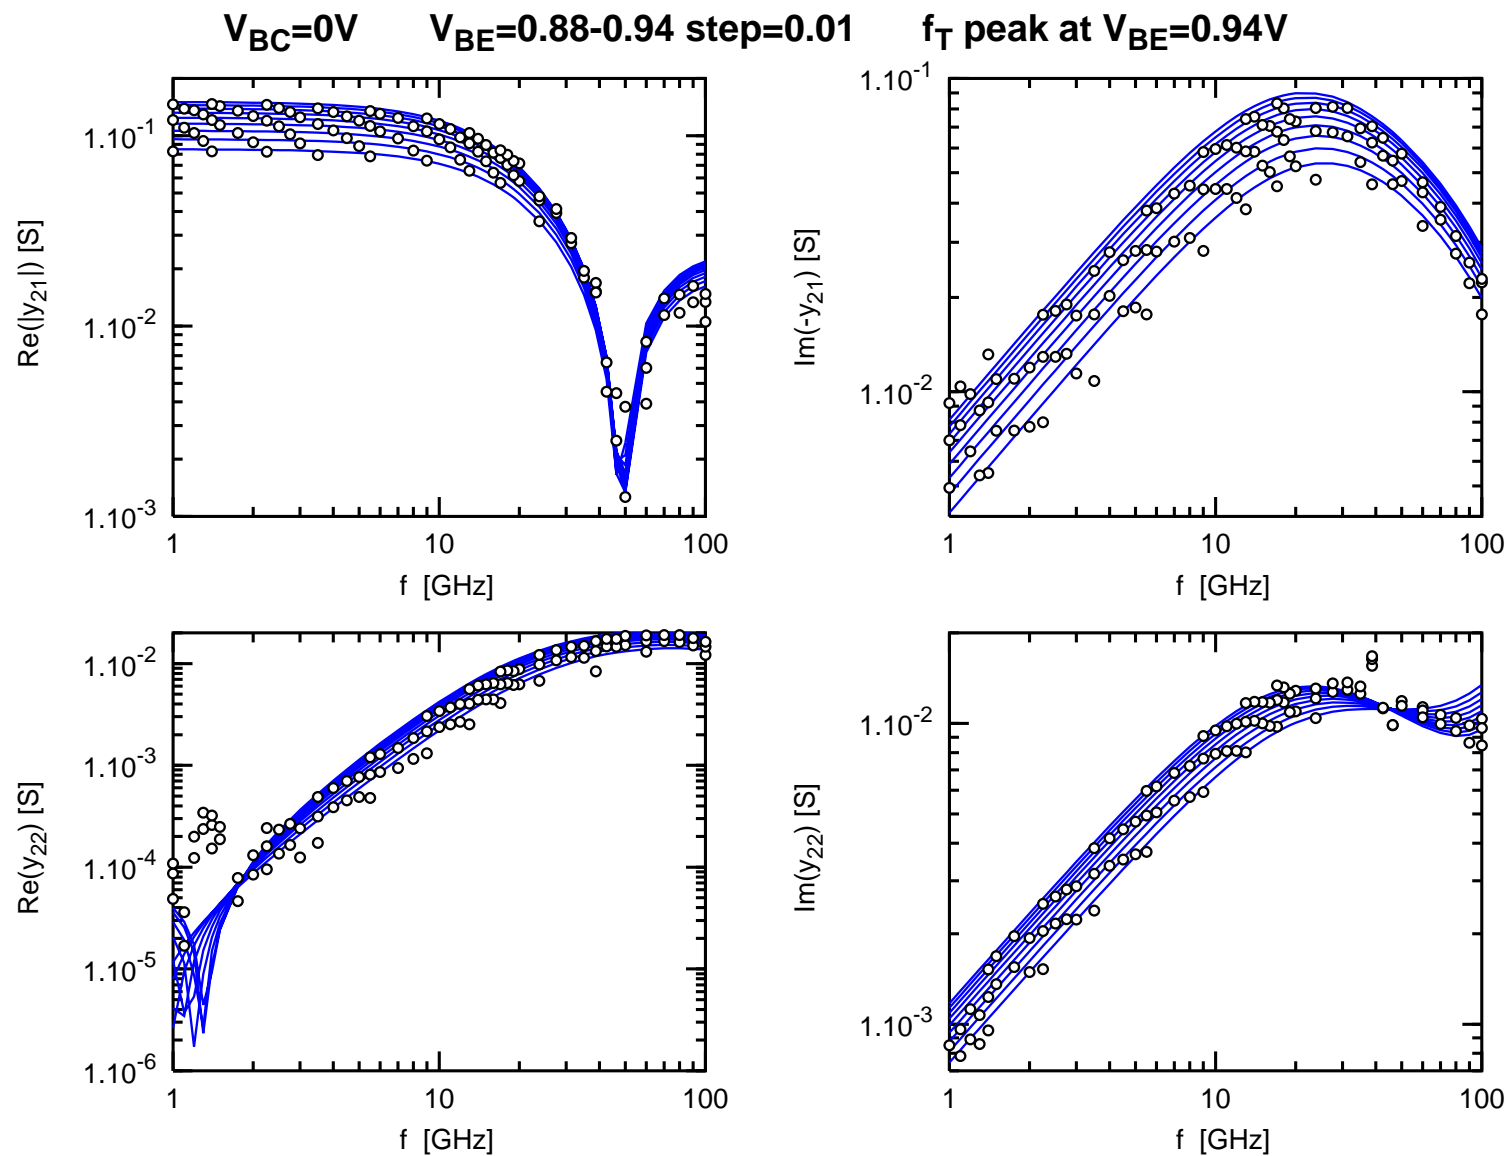 V_BC=0V V_BE=0.88-0.94 step=0.01 f_T peak at V_BE=0.94V
Re(|y_21|) [S]
1.10^-1
1.10^-2
1.10^-3
1 10 100
f [GHz]
Im(-y_21) [S]
1.10^-1
1.10^-2
1 10 100
f [GHz]
Re(y_22) [S]
1.10^-2
1.10^-3
1.10^-4
1.10^-5
1.10^-6
1 10 100
f [GHz]
Im(y_22) [S]
1.10^-2
1.10^-3
1 10 100
f [GHz]